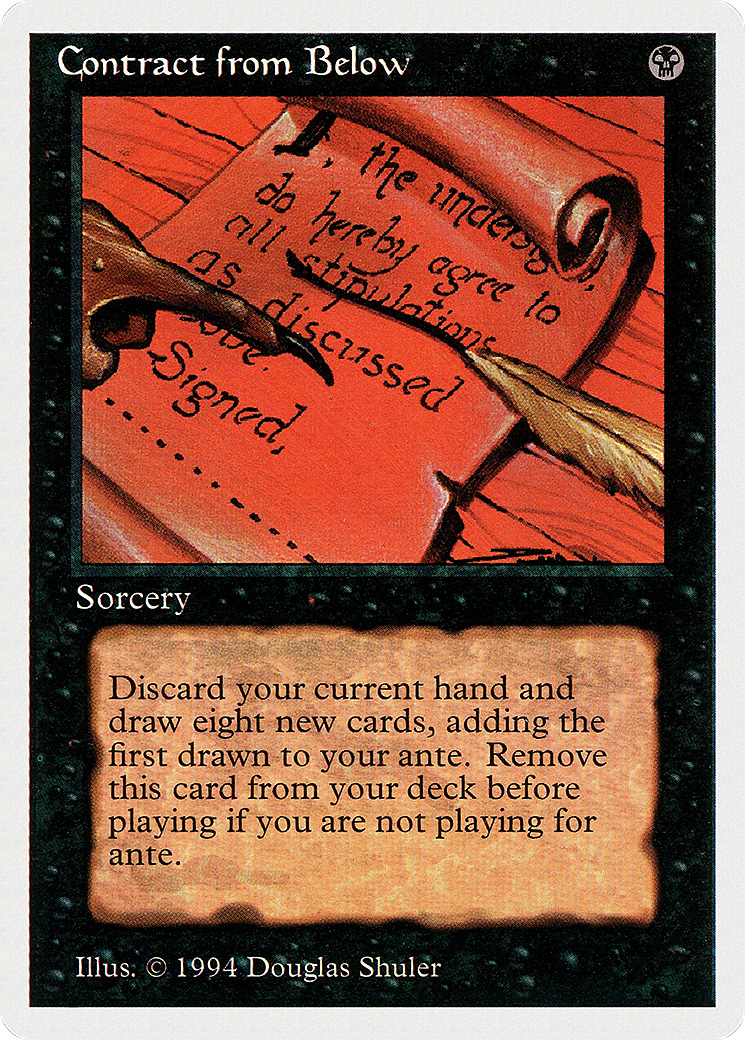 Contract from Below
I, the undersig
do hereby agree to
all stipulations
as discussed
Signed,
Sorcery
Discard your current hand and
draw eight new cards, adding the
first drawn to your ante. Remove
this card from your deck before
playing if you are not playing for
ante.
Illus. © 1994 Douglas Shuler